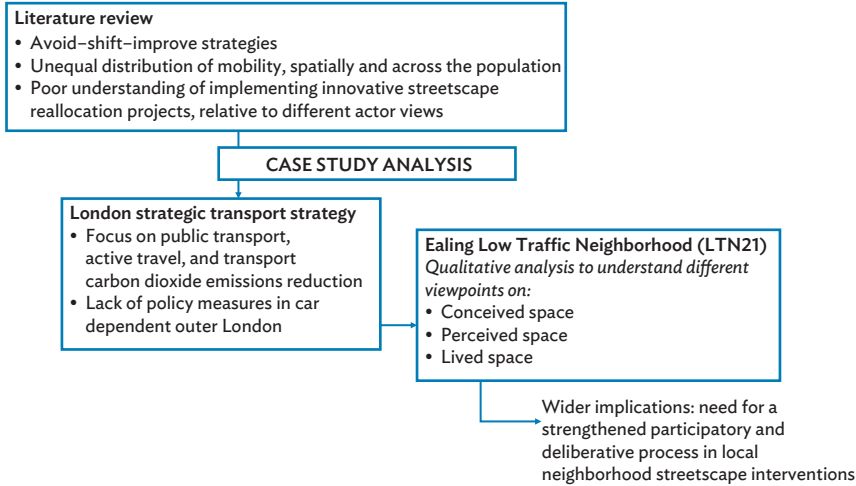 Literature review
• Avoid–shift–improve strategies
• Unequal distribution of mobility, spatially and across the population
• Poor understanding of implementing innovative streetscape
reallocation projects, relative to different actor views
CASE STUDY ANALYSIS
London strategic transport strategy
• Focus on public transport,
active travel, and transport
carbon dioxide emissions reduction
• Lack of policy measures in car
dependent outer London
Ealing Low Traffic Neighborhood (LTN21)
Qualitative analysis to understand different
viewpoints on:
• Conceived space
• Perceived space
• Lived space
Wider implications: need for a
strengthened participatory and
deliberative process in local
neighborhood streetscape interventions